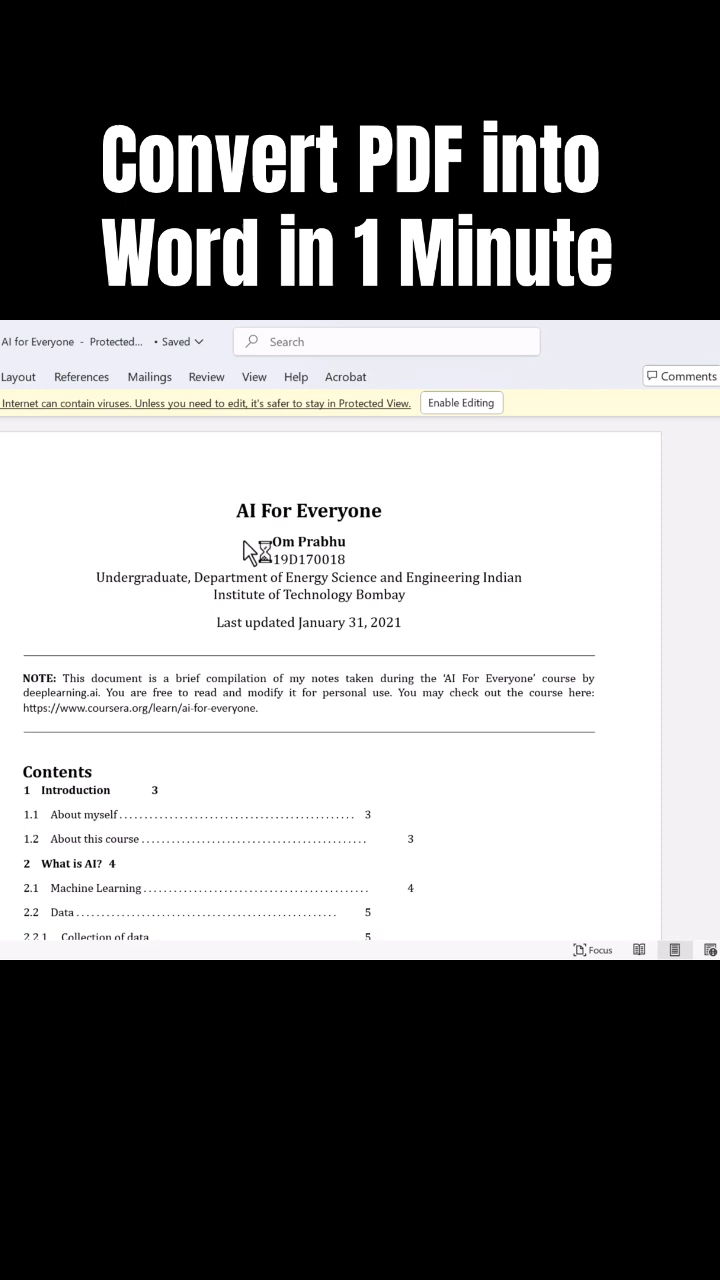 Convert PDF into
Word in 1 Minute
AI for Everyone - Protected... • Saved
Search
Layout References Mailings Review View Help Acrobat
Comments
Internet can contain viruses. Unless you need to edit, it's safer to stay in Protected View. Enable Editing
AI For Everyone
Om Prabhu
19D170018
Undergraduate, Department of Energy Science and Engineering Indian
Institute of Technology Bombay
Last updated January 31, 2021
NOTE: This document is a brief compilation of my notes taken during the 'AI For Everyone' course by
deeplearning.ai. You are free to read and modify it for personal use. You may check out the course here:
https://www.coursera.org/learn/ai-for-everyone.
Contents
1 Introduction 3
1.1 About myself . . . . . . . . . . . . . . . . . . . . . . . . . . . . . . . . . . . . . . . . . . . . . . . 3
1.2 About this course . . . . . . . . . . . . . . . . . . . . . . . . . . . . . . . . . . . . . . . . . . . . 3
2 What is AI? 4
2.1 Machine Learning . . . . . . . . . . . . . . . . . . . . . . . . . . . . . . . . . . . . . . . . . . . . 4
2.2 Data . . . . . . . . . . . . . . . . . . . . . . . . . . . . . . . . . . . . . . . . . . . . . . . . . . . . 5
2.2.1 Collection of data 5
Focus